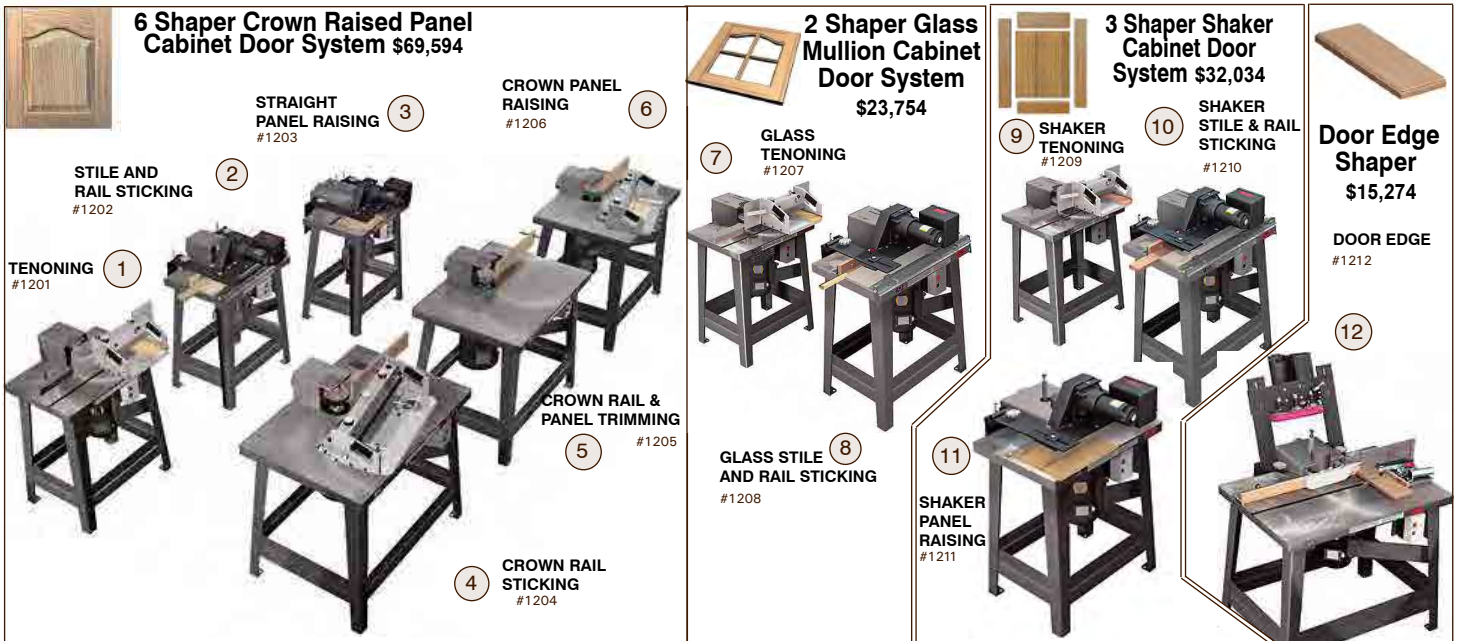 6 Shaper Crown Raised Panel
Cabinet Door System $69,594
CROWN PANEL
RAISING
#1206
6
STRAIGHT
PANEL RAISING
#1203
3
STILE AND
RAIL STICKING
#1202
2
TENONING
#1201
1
CROWN RAIL &
PANEL TRIMMING
#1205
5
4
CROWN RAIL
STICKING
#1204
2 Shaper Glass
Mullion Cabinet
Door System
$23,754
7
GLASS
TENONING
#1207
GLASS STILE
AND RAIL STICKING
#1208
8
3 Shaper Shaker
Cabinet Door
System $32,034
9
SHAKER
TENONING
#1209
10
SHAKER
STILE & RAIL
STICKING
#1210
11
SHAKER
PANEL
RAISING
#1211
Door Edge
Shaper
$15,274
DOOR EDGE
#1212
12